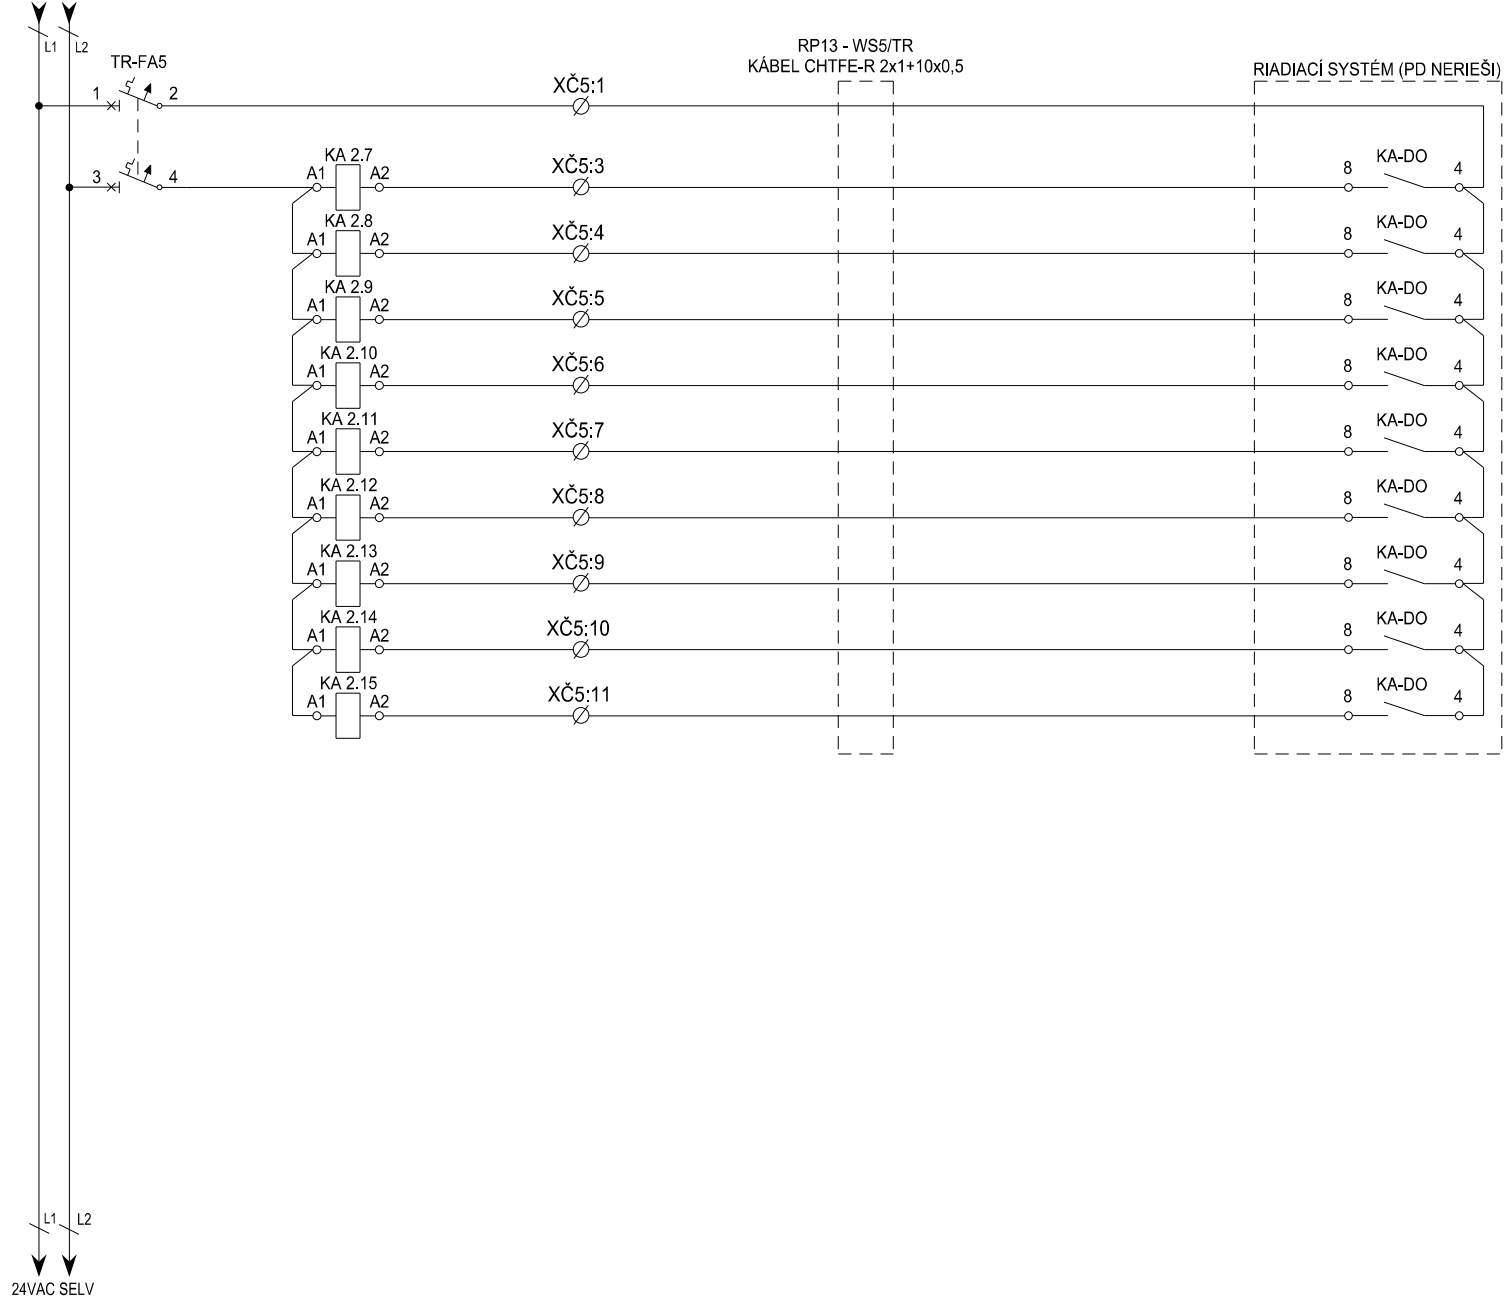 L1 L2
TR-FA5
RP13 - WS5/TR
KÁBEL CHTFE-R 2x1+10x0,5
RIADIACÍ SYSTÉM (PD NERIEŠI)
1 2 XČ5:1
3 4 A1 KA 2.7 A2 XČ5:3 8 KA-DO 4
A1 KA 2.8 A2 XČ5:4 8 KA-DO 4
A1 KA 2.9 A2 XČ5:5 8 KA-DO 4
A1 KA 2.10 A2 XČ5:6 8 KA-DO 4
A1 KA 2.11 A2 XČ5:7 8 KA-DO 4
A1 KA 2.12 A2 XČ5:8 8 KA-DO 4
A1 KA 2.13 A2 XČ5:9 8 KA-DO 4
A1 KA 2.14 A2 XČ5:10 8 KA-DO 4
A1 KA 2.15 A2 XČ5:11 8 KA-DO 4
L1 L2
24VAC SELV